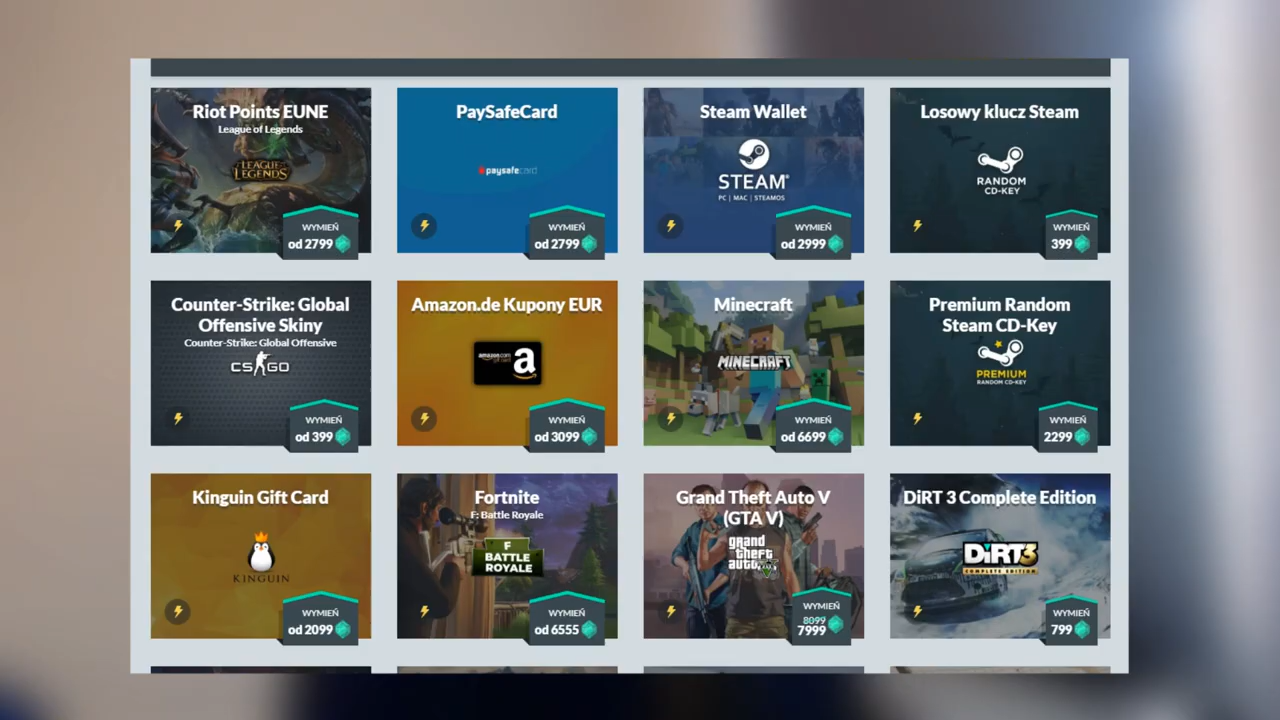 Riot Points EUNE
League of Legends
LEAGUE
LEGENDS
WYMIEŃ
od 2799
PaySafeCard
paysafecard
WYMIEŃ
od 2799
Steam Wallet
STEAM®
PC | MAC | STEAMOS
WYMIEŃ
od 2999
Losowy klucz Steam
RANDOM
CD-KEY
WYMIEŃ
399
Counter-Strike: Global
Offensive Skiny
Counter-Strike: Global Offensive
CS GO
WYMIEŃ
od 399
Amazon.de Kupony EUR
amazon.com
a
WYMIEŃ
od 3099
Minecraft
MINECRAFT
WYMIEŃ
od 6699
Premium Random
Steam CD-Key
PREMIUM
RANDOM CD-KEY
WYMIEŃ
2299
Kinguin Gift Card
KINGUIN
WYMIEŃ
od 2099
Fortnite
F: Battle Royale
F
BATTLE
ROYALE
WYMIEŃ
od 6555
Grand Theft Auto V
(GTA V)
grand
theft
auto
V
WYMIEŃ
8099
7999
DiRT 3 Complete Edition
DiRT3
COMPLETE EDITION
WYMIEŃ
799